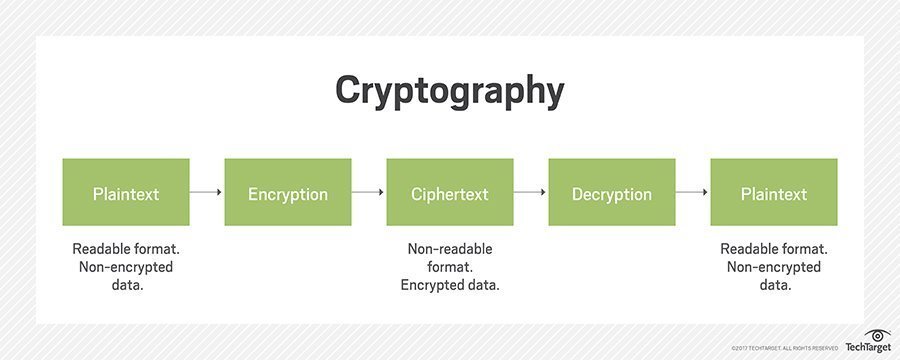 Cryptography
Plaintext
Encryption
Ciphertext
Decryption
Plaintext
Readable format.
Non-encrypted
data.
Non-readable
format.
Encrypted data.
Readable format.
Non-encrypted
data.
©2017 TECHTARGET. ALL RIGHTS RESERVED
TechTarget